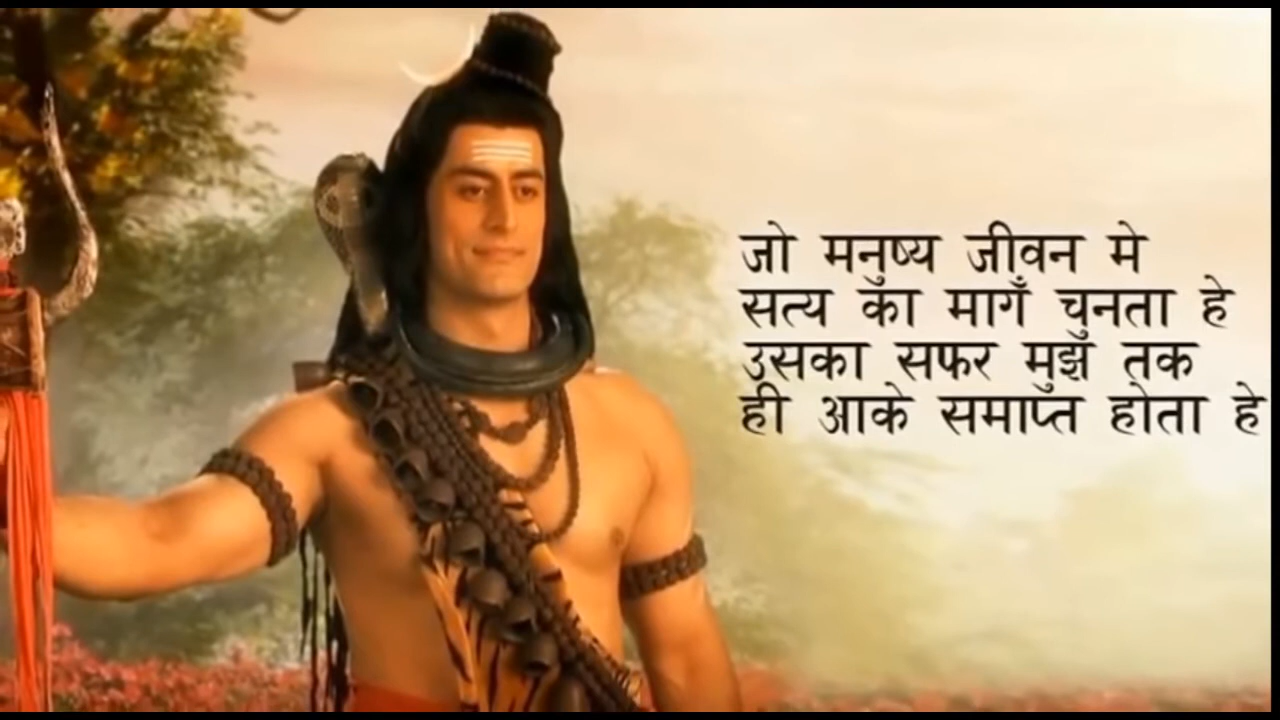 जो मनुष्य जीवन मे
सत्य का मार्गँ चुनता हे
उसका सफर मुझ तक
ही आके समाप्त होता हे